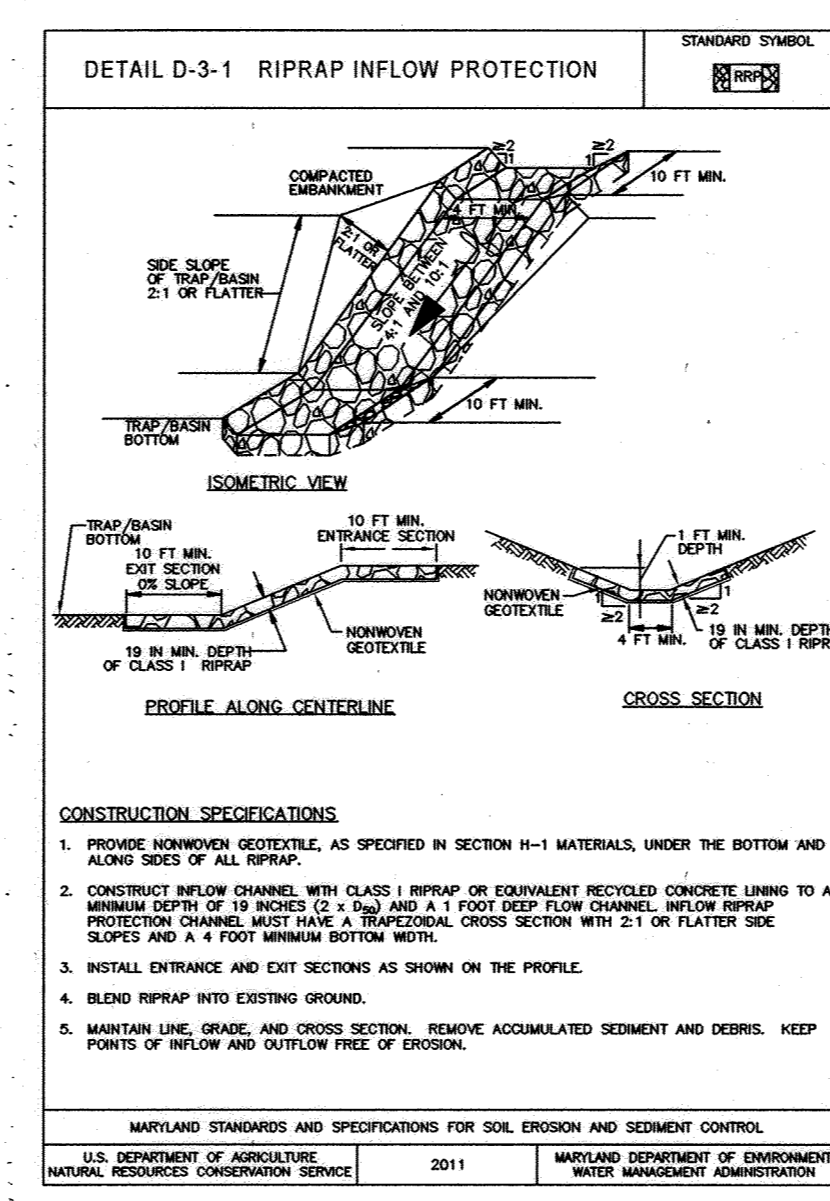 DETAIL D-3-1 RIPRAP INFLOW PROTECTION
STANDARD SYMBOL
RRP
≥2
1
≥2
1
10 FT MIN.
COMPACTED
EMBANKMENT
4 FT MIN.
2:1 OR
FLATTER
SLOPE BETWEEN
4:1 AND 10:1
SIDE SLOPE
OF TRAP/BASIN
2:1 OR FLATTER
10 FT MIN.
TRAP/BASIN
BOTTOM
ISOMETRIC VIEW
TRAP/BASIN
BOTTOM
10 FT MIN.
EXIT SECTION
0% SLOPE
10 FT MIN.
ENTRANCE SECTION
NONWOVEN
GEOTEXTILE
19 IN MIN. DEPTH
OF CLASS I RIPRAP
PROFILE ALONG CENTERLINE
1 FT MIN.
DEPTH
NONWOVEN
GEOTEXTILE
1
≥2
1
≥2
4 FT MIN.
19 IN MIN. DEPTH
OF CLASS I RIPR
CROSS SECTION
CONSTRUCTION SPECIFICATIONS
1. PROVIDE NONWOVEN GEOTEXTILE, AS SPECIFIED IN SECTION H-1 MATERIALS, UNDER THE BOTTOM AND
ALONG SIDES OF ALL RIPRAP.
2. CONSTRUCT INFLOW CHANNEL WITH CLASS I RIPRAP OR EQUIVALENT RECYCLED CONCRETE LINING TO A
MINIMUM DEPTH OF 19 INCHES (2 x D50) AND A 1 FOOT DEEP FLOW CHANNEL. INFLOW RIPRAP
PROTECTION CHANNEL MUST HAVE A TRAPEZOIDAL CROSS SECTION WITH 2:1 OR FLATTER SIDE
SLOPES AND A 4 FOOT MINIMUM BOTTOM WIDTH.
3. INSTALL ENTRANCE AND EXIT SECTIONS AS SHOWN ON THE PROFILE.
4. BLEND RIPRAP INTO EXISTING GROUND.
5. MAINTAIN LINE, GRADE, AND CROSS SECTION. REMOVE ACCUMULATED SEDIMENT AND DEBRIS. KEEP
POINTS OF INFLOW AND OUTFLOW FREE OF EROSION.
MARYLAND STANDARDS AND SPECIFICATIONS FOR SOIL EROSION AND SEDIMENT CONTROL
U.S. DEPARTMENT OF AGRICULTURE
NATURAL RESOURCES CONSERVATION SERVICE
2011
MARYLAND DEPARTMENT OF ENVIRONMENT
WATER MANAGEMENT ADMINISTRATION